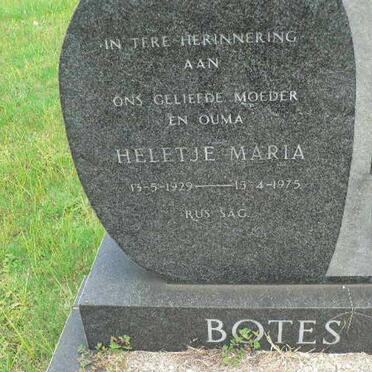 IN TERE HERINNERING
AAN
ONS GELIEFDE MOEDER
EN OUMA
HELETJE MARIA
13-5-1929 — 13-4-1975
RUS SAG.
BOTES